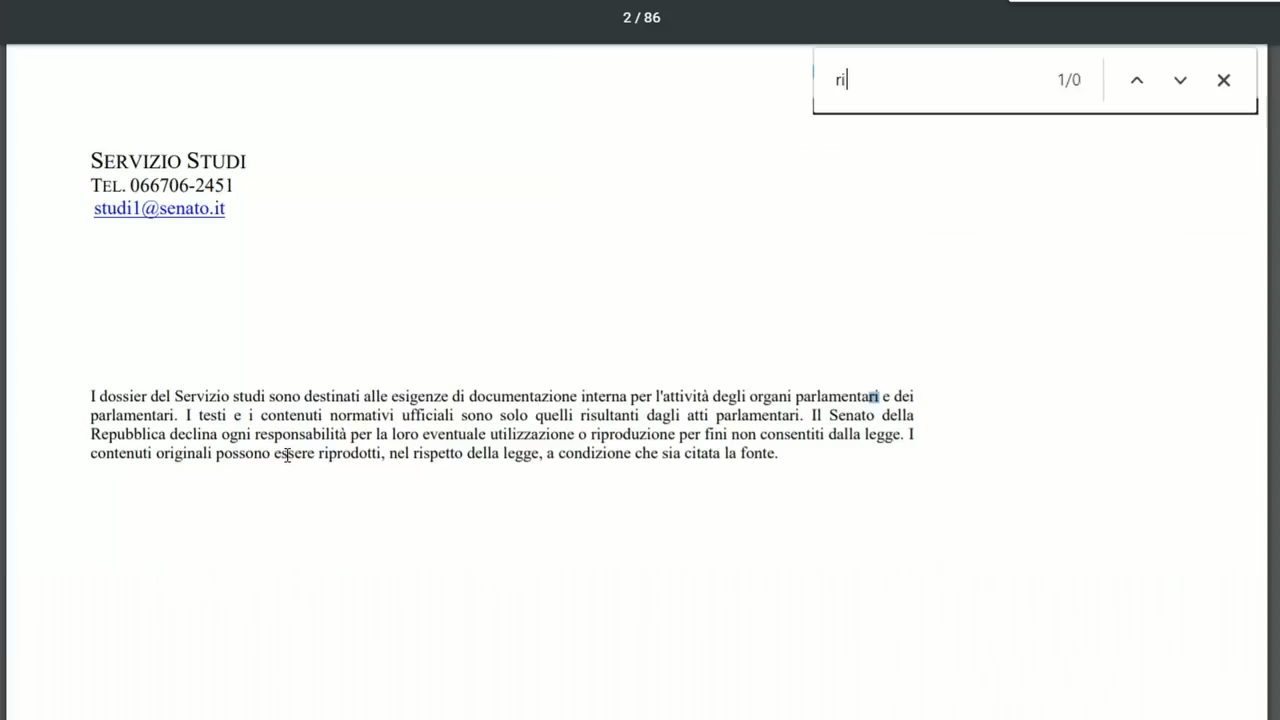 2 / 86
ri
1/0
SERVIZIO STUDI
TEL. 066706-2451
studi1@senato.it
I dossier del Servizio studi sono destinati alle esigenze di documentazione interna per l'attività degli organi parlamentari e dei
parlamentari. I testi e i contenuti normativi ufficiali sono solo quelli risultanti dagli atti parlamentari. Il Senato della
Repubblica declina ogni responsabilità per la loro eventuale utilizzazione o riproduzione per fini non consentiti dalla legge. I
contenuti originali possono essere riprodotti, nel rispetto della legge, a condizione che sia citata la fonte.